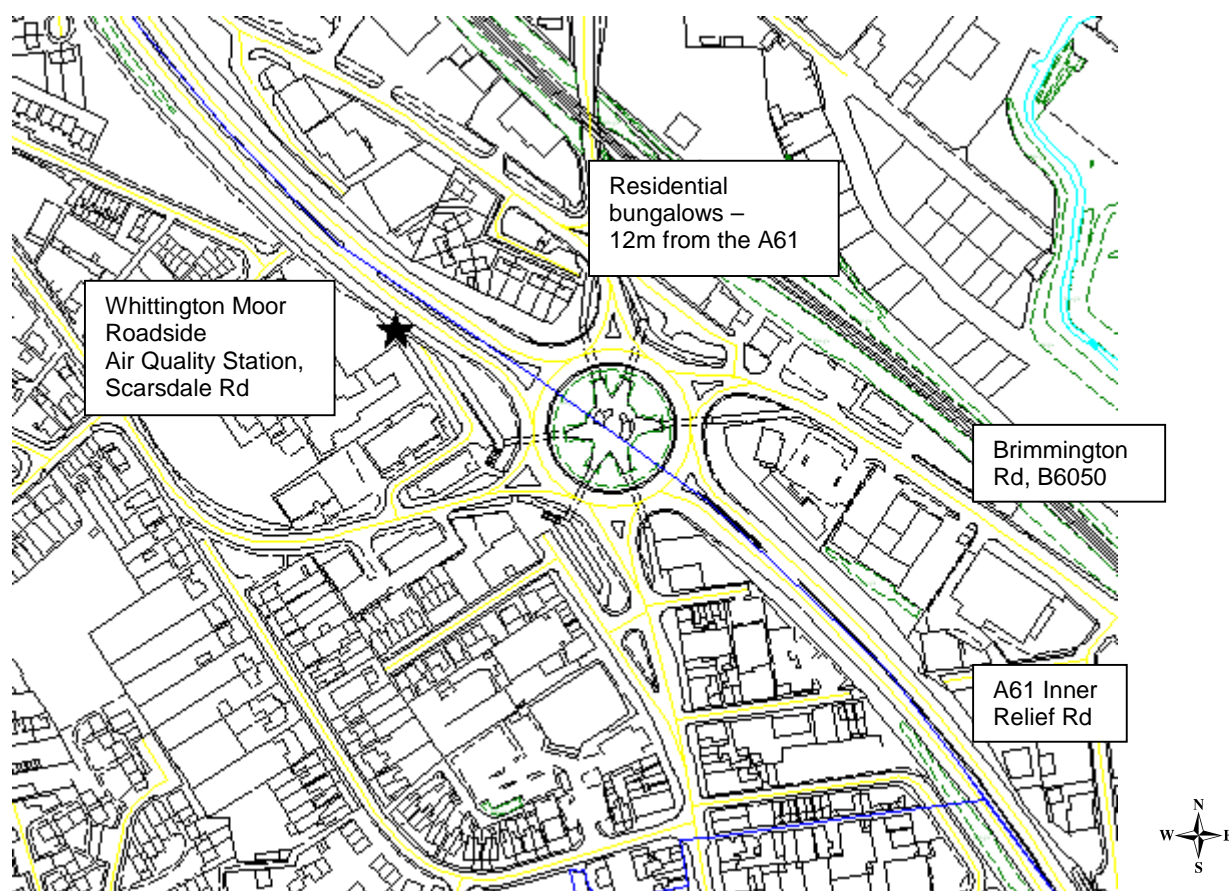 Residential
bungalows –
12m from the A61
Whittington Moor
Roadside
Air Quality Station,
Scarsdale Rd
Brimmington
Rd, B6050
A61 Inner
Relief Rd
N
W E
S